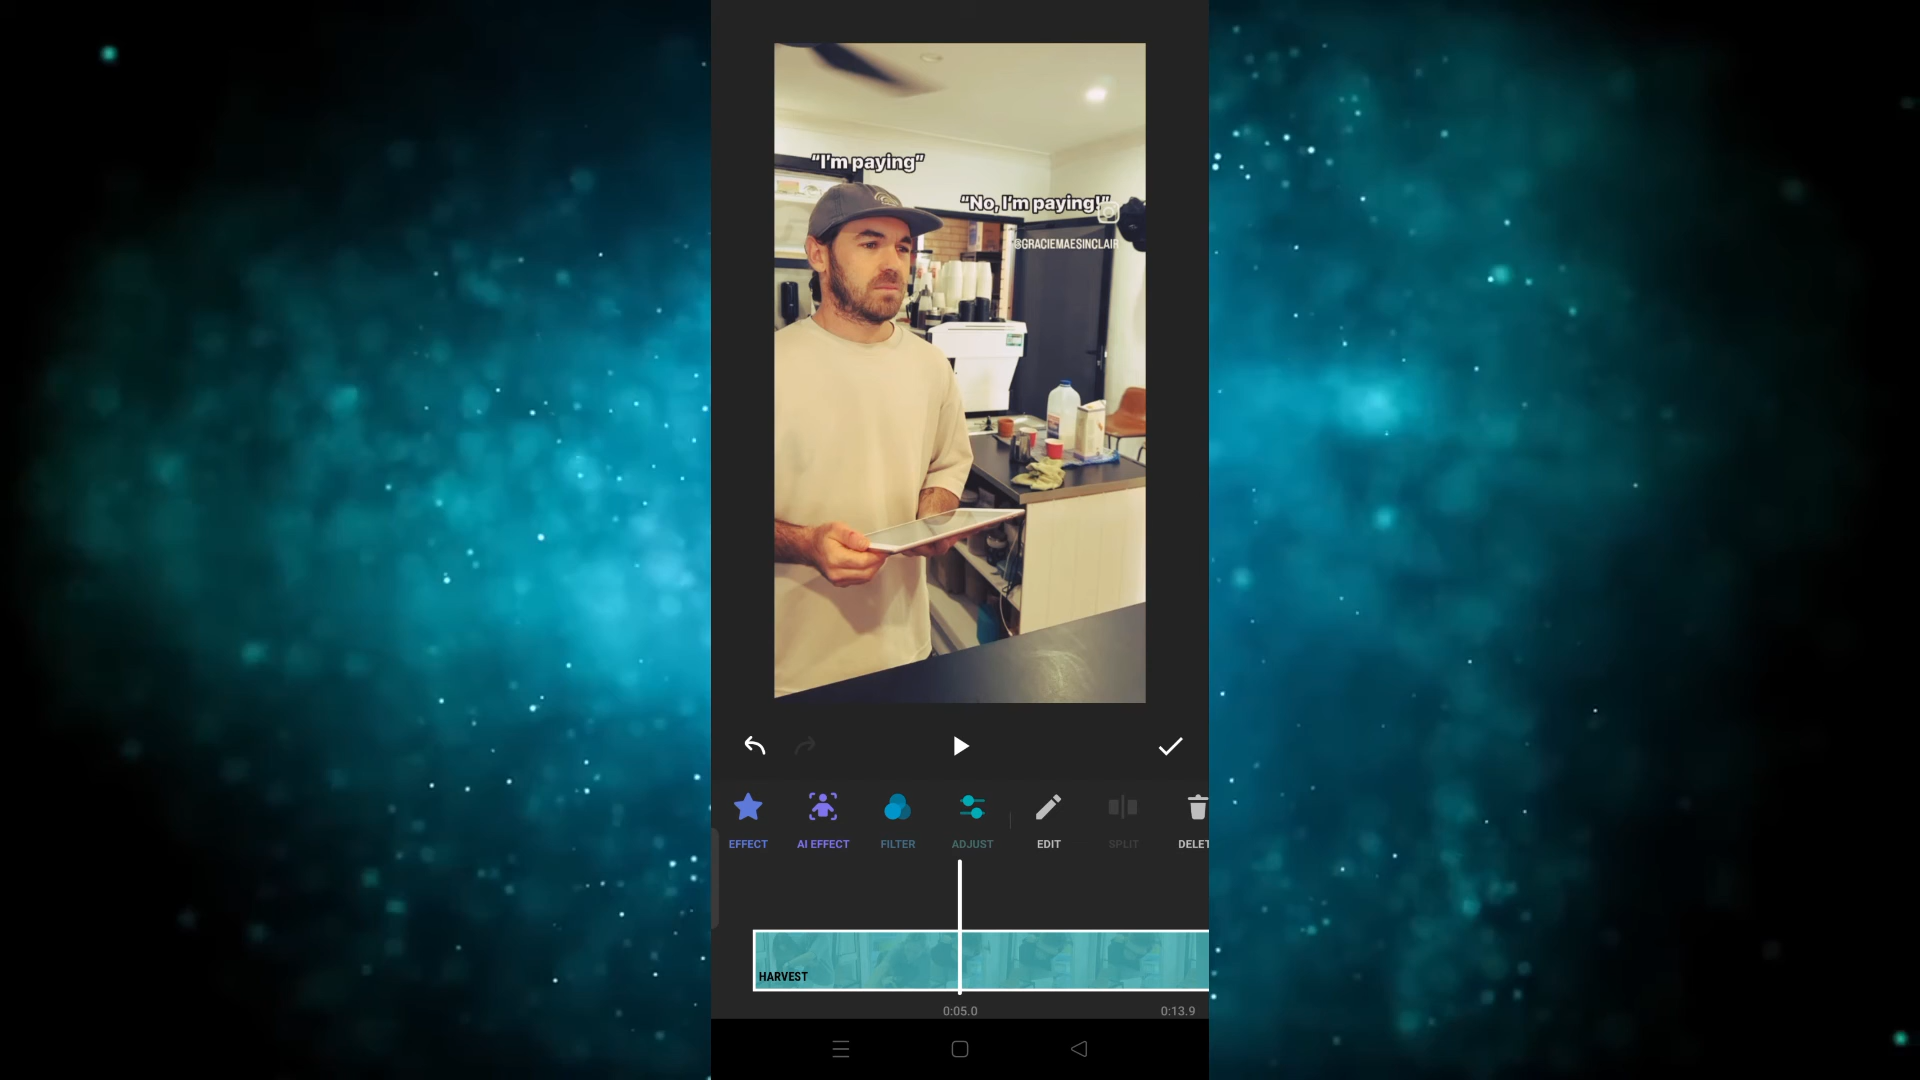 “I'm paying”
“No, I'm paying!”
@GRACIEMAESINCLAIR
EFFECT
AI EFFECT
FILTER
ADJUST
EDIT
SPLIT
DELET
HARVEST
0:05.0
0:13.9